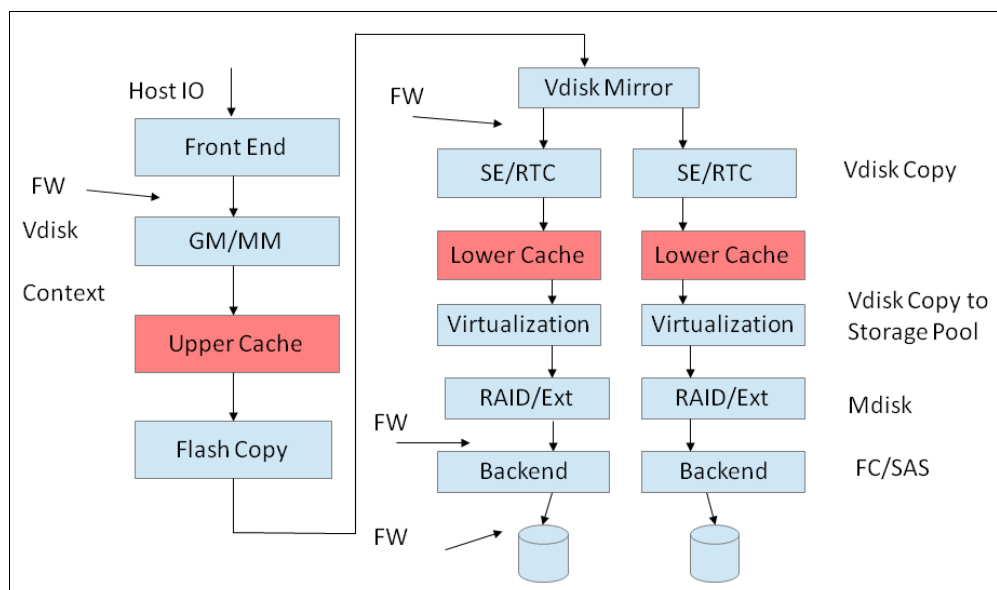 Host IO
Front End
FW
Vdisk
GM/MM
Context
Upper Cache
Flash Copy
Vdisk Mirror
FW
SE/RTC
SE/RTC
Vdisk Copy
Lower Cache
Lower Cache
Virtualization
Virtualization
Vdisk Copy to
Storage Pool
RAID/Ext
RAID/Ext
Mdisk
FW
Backend
Backend
FC/SAS
FW